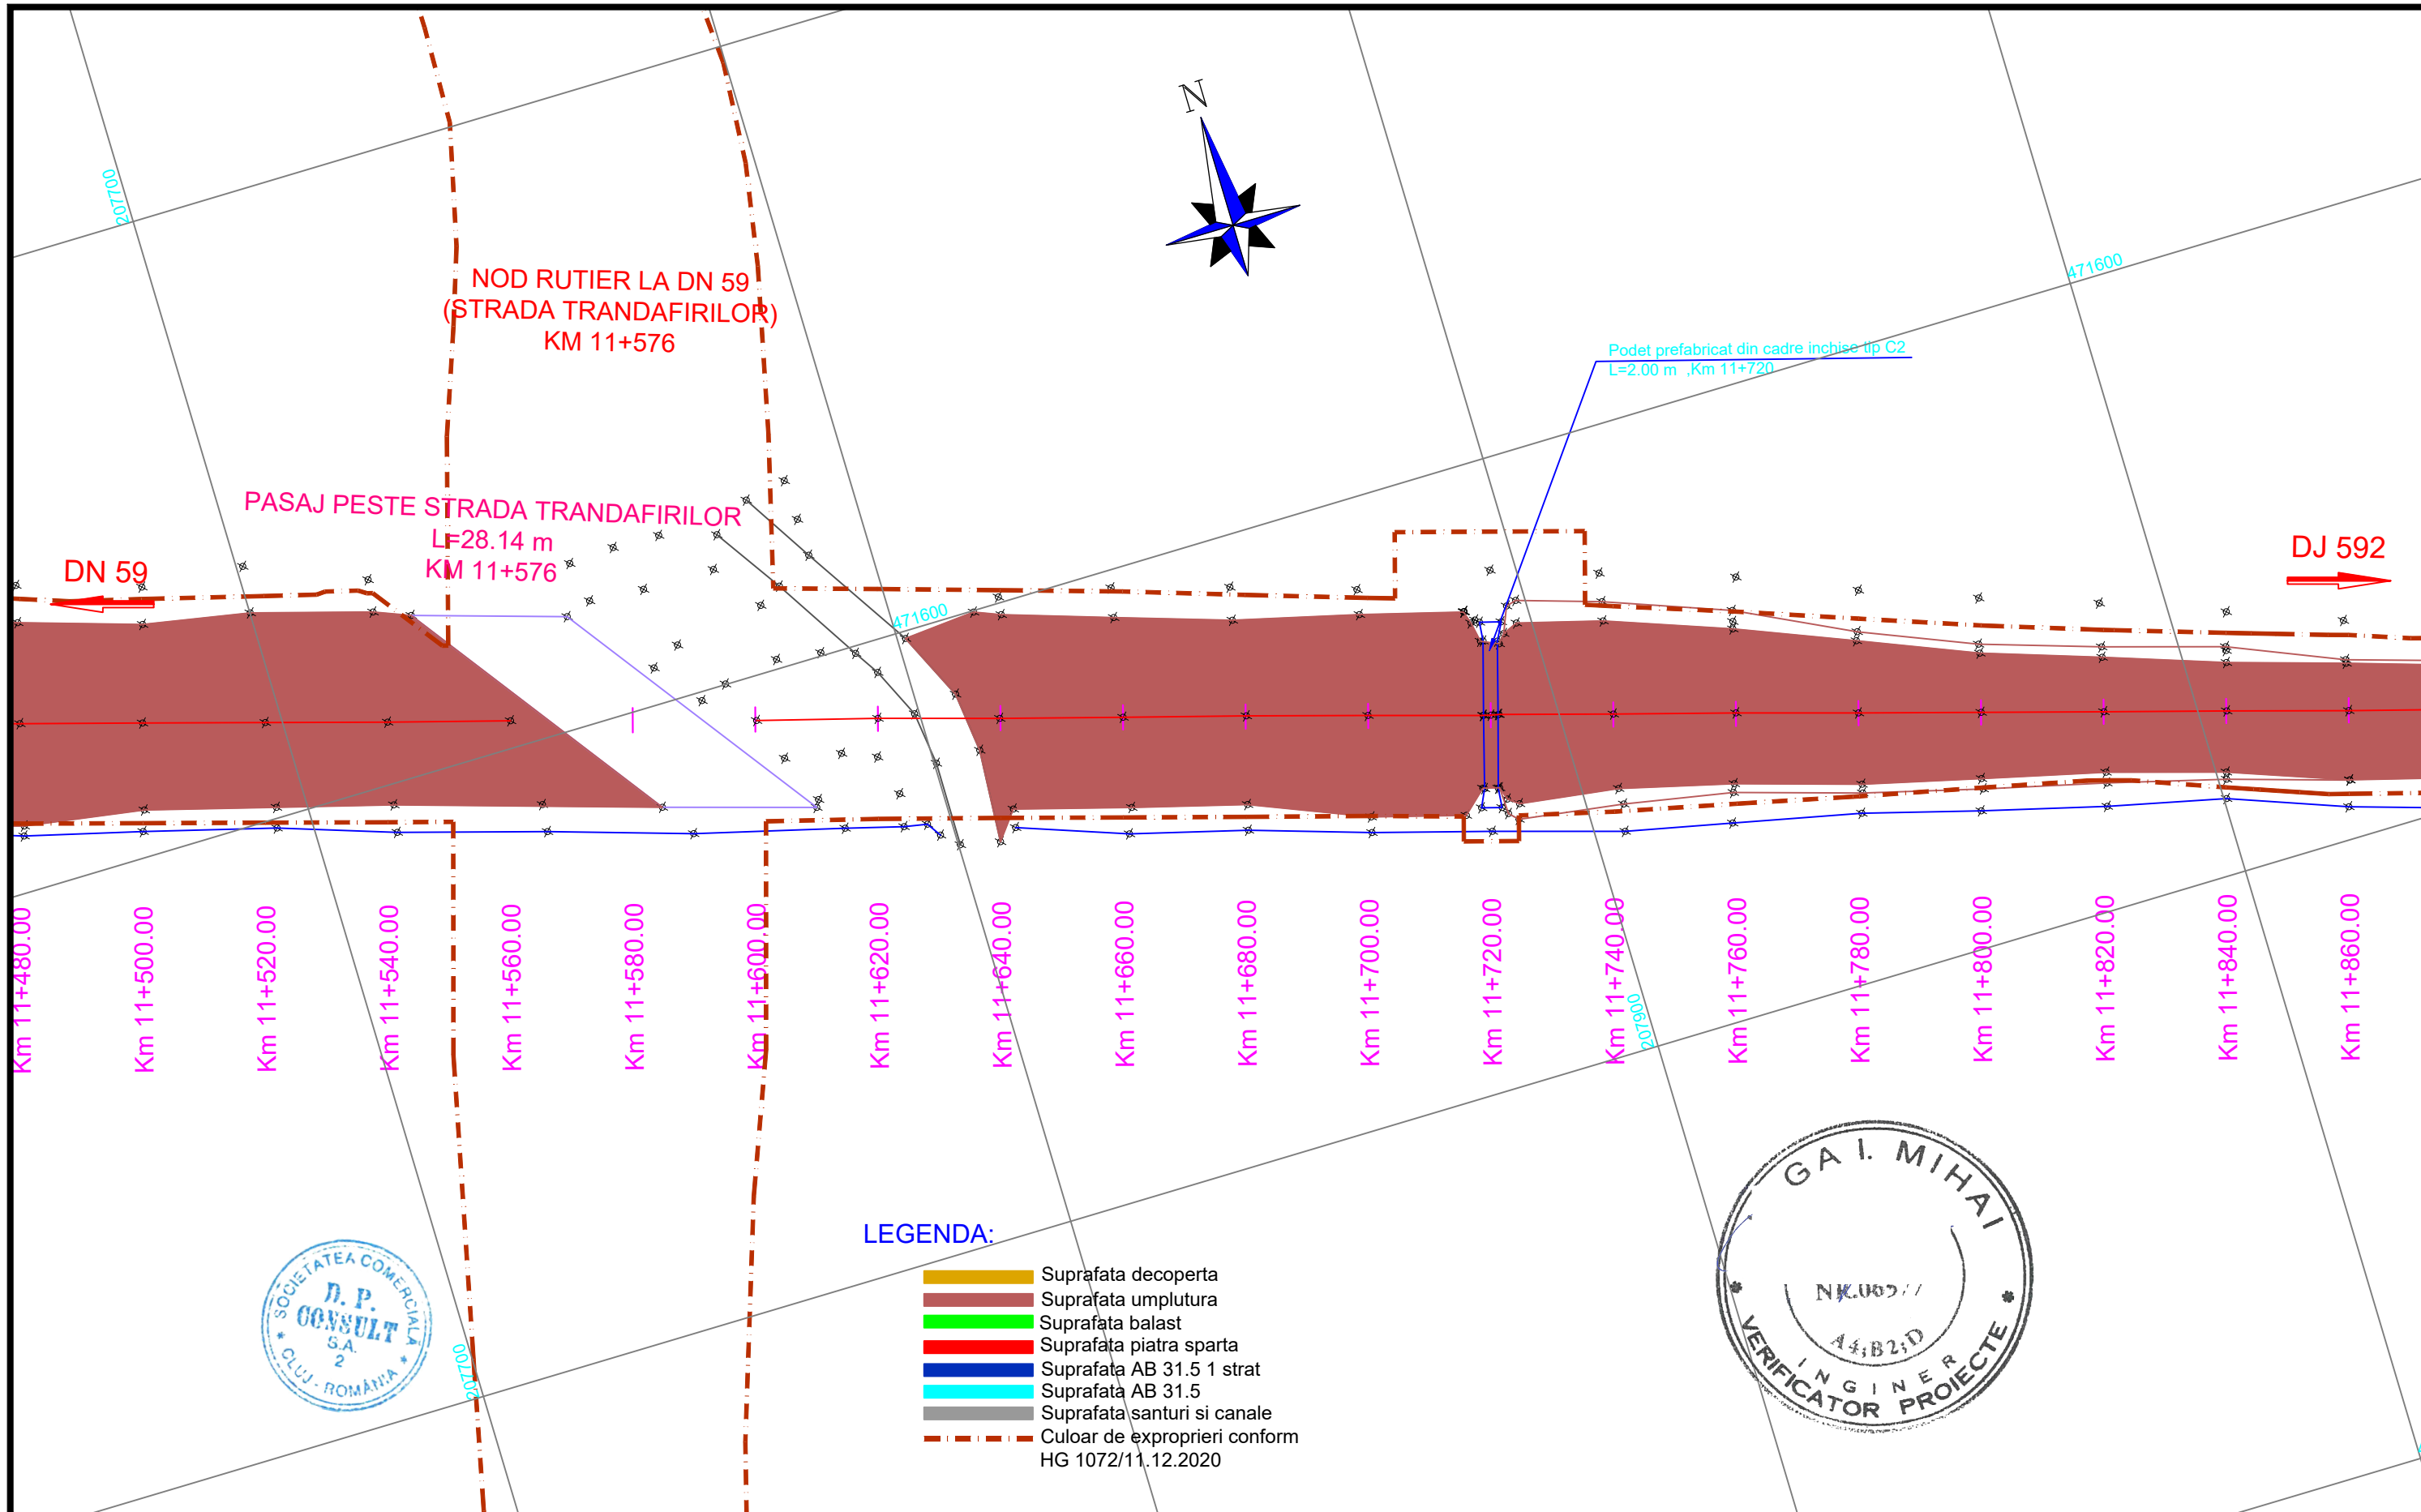 N
207700
NOD RUTIER LA DN 59
(STRADA TRANDAFIRILOR)
KM 11+576
471600
Podet prefabricat din cadre inchise tip C2
L=2.00 m ,Km 11+720
PASAJ PESTE STRADA TRANDAFIRILOR
L=28.14 m
KM 11+576
DN 59
DJ 592
471600
Km 11+480.00
Km 11+500.00
Km 11+520.00
Km 11+540.00
Km 11+560.00
Km 11+580.00
Km 11+600.00
Km 11+620.00
Km 11+640.00
Km 11+660.00
Km 11+680.00
Km 11+700.00
Km 11+720.00
Km 11+740.00
Km 11+760.00
Km 11+780.00
Km 11+800.00
Km 11+820.00
Km 11+840.00
Km 11+860.00
207900
207700
SOCIETATEA COMERCIALĂ
D. P.
CONSULT
S.A.
2
* CLUJ - ROMÂNIA *
LEGENDA:
Suprafata decoperta
Suprafata umplutura
Suprafata balast
Suprafata piatra sparta
Suprafata AB 31.5 1 strat
Suprafata AB 31.5
Suprafata santuri si canale
Culoar de exproprieri conform
HG 1072/11.12.2020
GA I. MIHAI
A4;B2;D
INGINER
* VERIFICATOR PROIECTE *